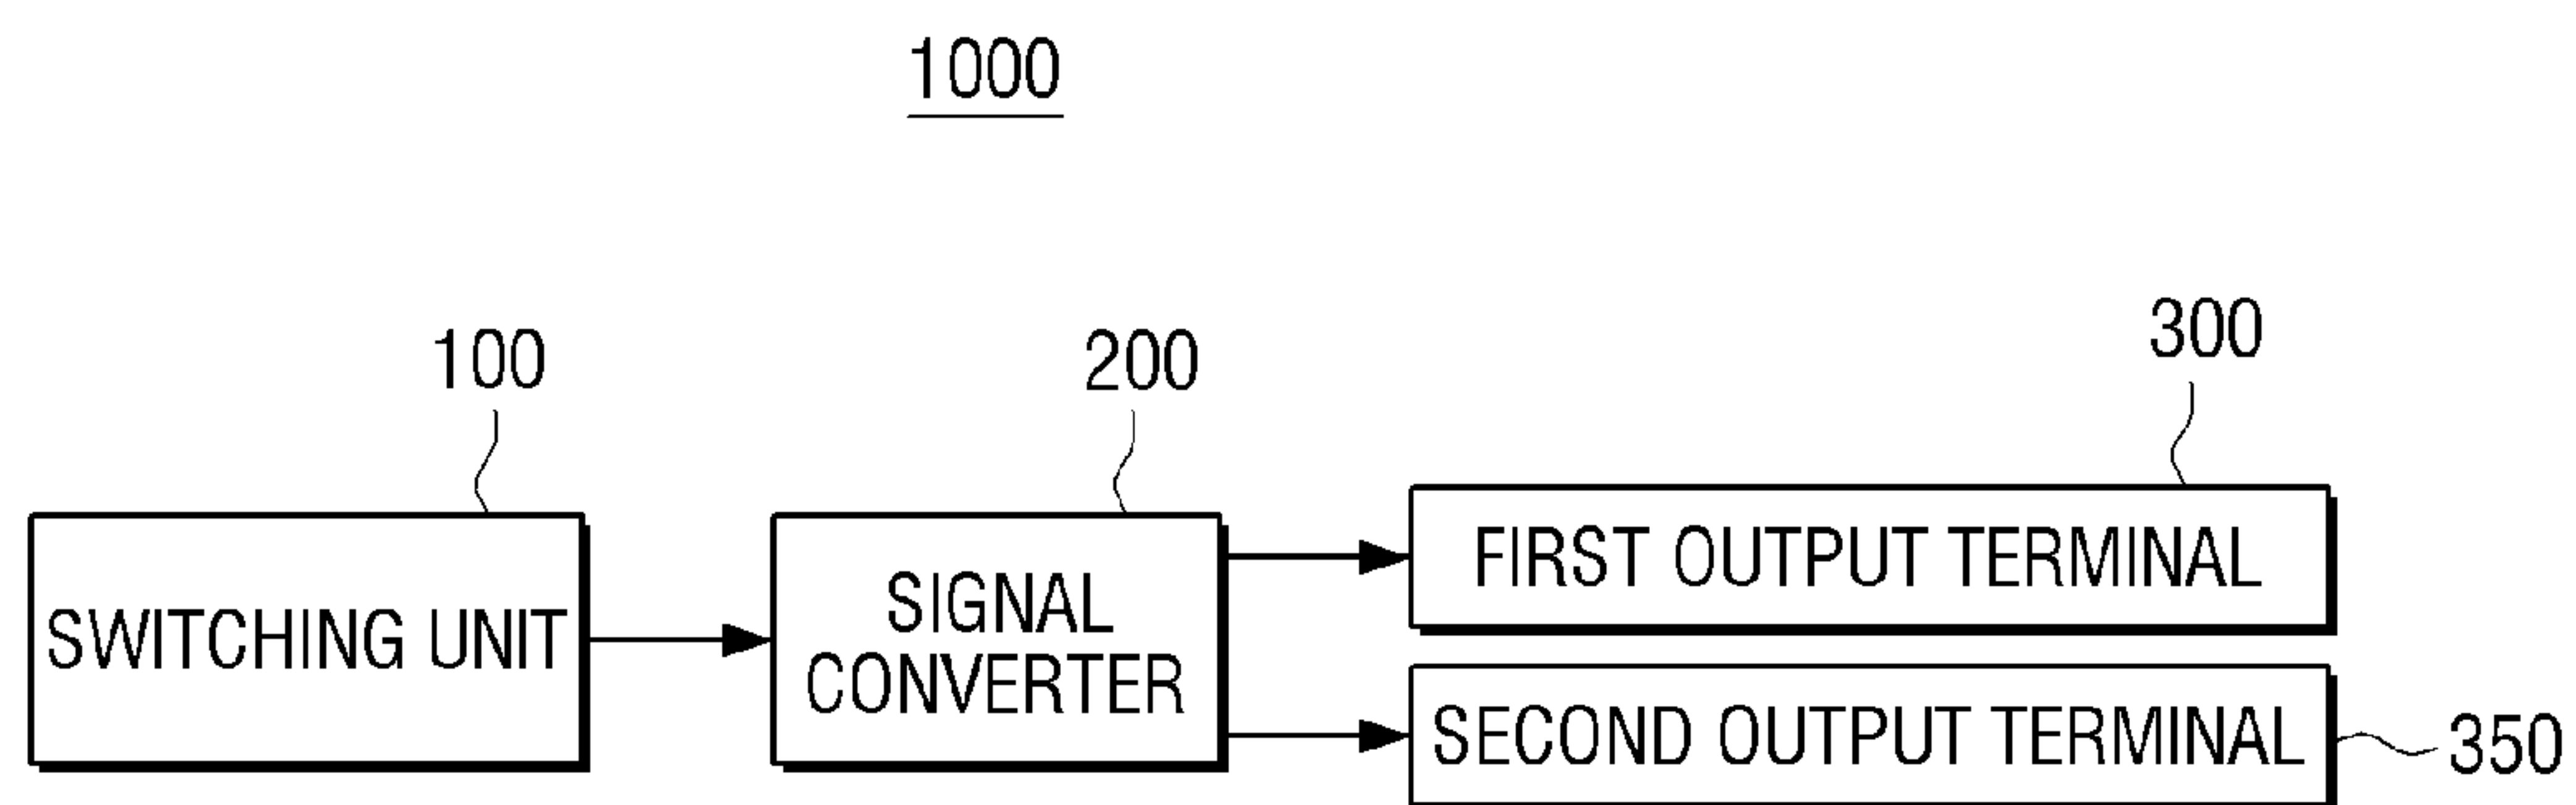 1000
100
200
300
SWITCHING UNIT
SIGNAL
CONVERTER
FIRST OUTPUT TERMINAL
SECOND OUTPUT TERMINAL
350